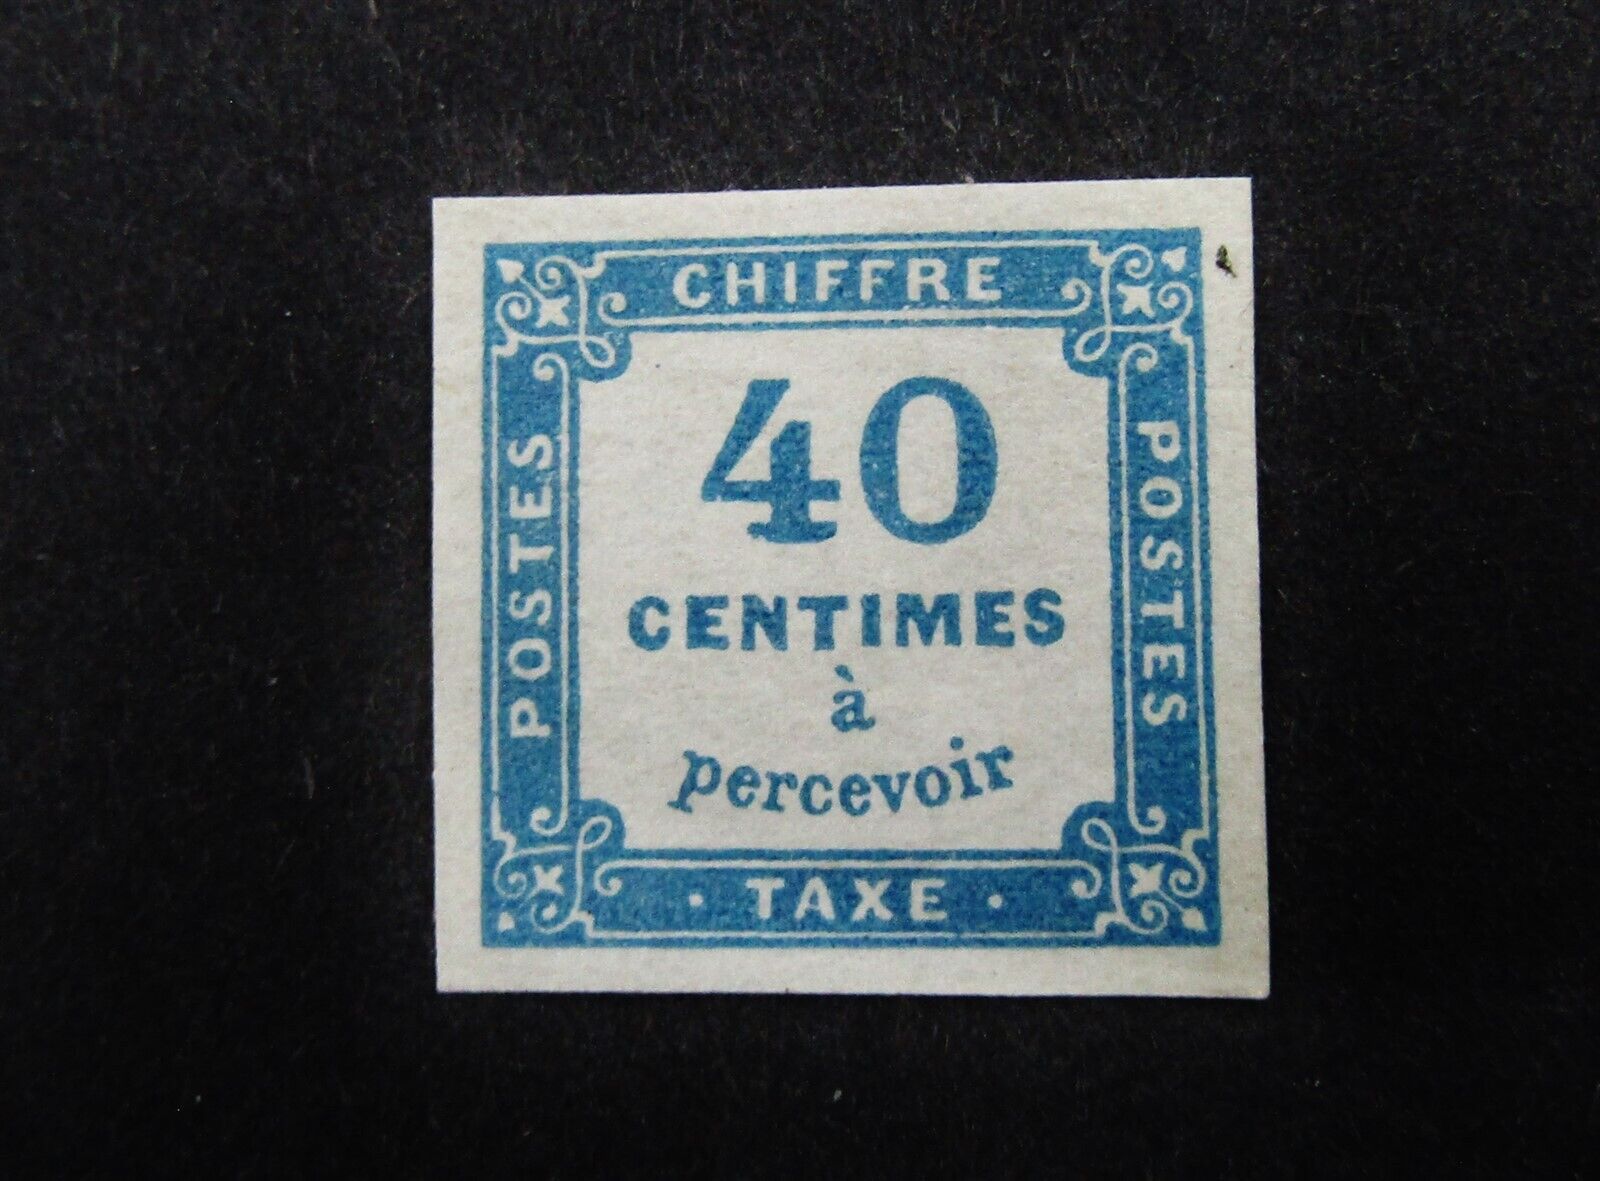 CHIFFRE
POSTES
40
CENTIMES
à
percevoir
POSTES
· TAXE ·